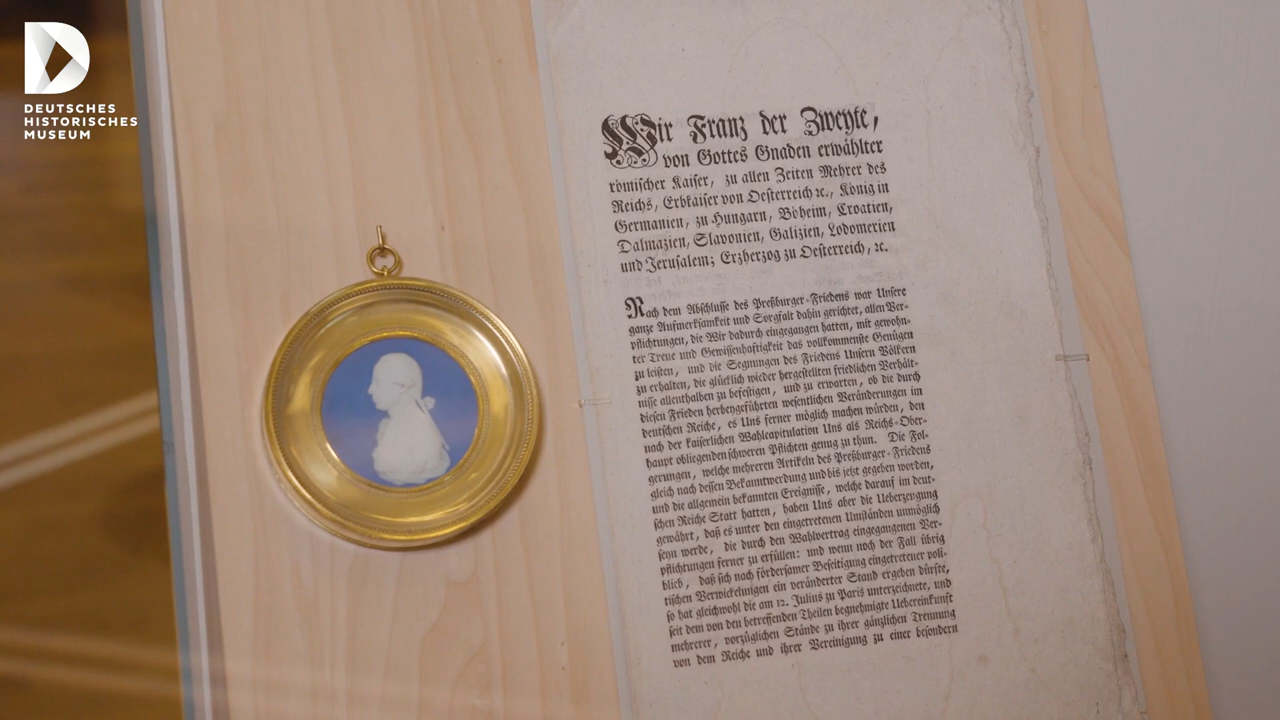 DEUTSCHES
HISTORISCHES
MUSEUM
Wir Franz der Zweyte,
von Gottes Gnaden erwählter
römischer Kaiser, zu allen Zeiten Mehrer des
Reichs, Erbkaiser von Oesterreich ꝛc., König in
Germanien, zu Hungarn, Böheim, Croatien,
Dalmazien, Slavonien, Galizien, Lodomerien
und Jerusalem; Erzherzog zu Oesterreich, ꝛc.
Nach dem Abschlusse des Preßburger-Friedens war Unsere
ganze Aufmerksamkeit und Sorgfalt dahin gerichtet, allen Ver-
pflichtungen, die Wir dadurch eingegangen hatten, mit gewohn-
ter Treue und Gewissenhaftigkeit das vollkommenste Genügen
zu leisten, und die Segnungen des Friedens Unsern Völkern
zu erhalten, die glücklich wieder hergestellten friedlichen Verhält-
nisse allenthalben zu befestigen, und zu erwarten, ob die durch
diesen Frieden herbeygeführten wesentlichen Veränderungen im
deutschen Reiche, es Uns ferner möglich machen würden, den
nach der kaiserlichen Wahlcapitulation Uns als Reichs-Ober-
haupt obliegenden schweren Pflichten genug zu thun. Die Fol-
gerungen, welche mehreren Artikeln des Preßburger-Friedens
gleich nach dessen Bekanntwerdung und bis jetzt gegeben worden,
und die allgemein bekannten Ereignisse, welche darauf im deut-
schen Reiche Statt hatten, haben Uns aber die Ueberzeugung
gewährt, daß es unter den eingetretenen Umständen unmöglich
seyn werde, die durch den Wahlvertrag eingegangenen Ver-
pflichtungen ferner zu erfüllen: und wenn noch der Fall übrig
blieb, daß sich nach fördersamer Beseitigung eingetretener poli-
tischen Verwickelungen ein veränderter Stand ergeben dürfte,
so hat gleichwohl die am 12. Julius zu Paris unterzeichnete, und
seit dem von den betreffenden Theilen begnehmigte Uebereinkunft
mehrerer, vorzüglichen Stände zu ihrer gänzlichen Trennung
von dem Reiche und ihrer Vereinigung zu einer besondern